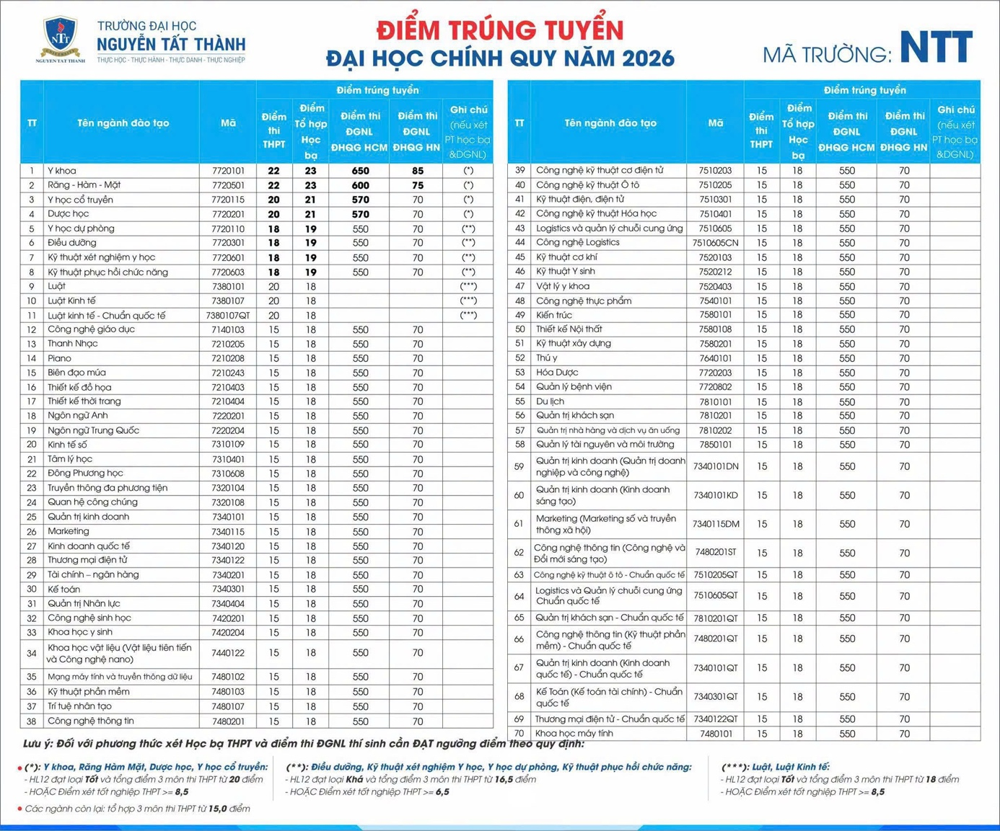 TRƯỜNG ĐẠI HỌC
NGUYỄN TẤT THÀNH
THỰC HỌC - THỰC HÀNH - THỰC DANH - THỰC NGHIỆP
NTT
UNIVERSITY
NGUYEN TAT THANH
ĐIỂM TRÚNG TUYỂN
ĐẠI HỌC CHÍNH QUY NĂM 2026
MÃ TRƯỜNG: NTT
TT Tên ngành đào tạo Mã Điểm trúng tuyển
Điểm thi THPT Điểm Tổ hợp Học bạ Điểm thi ĐGNL ĐHQG HCM Điểm thi ĐGNL ĐHQG HN Ghi chú (nếu xét PT học bạ &DGNL)
1 Y khoa 7720101 22 23 650 85 (*)
2 Răng - Hàm - Mặt 7720501 22 23 600 75 (*)
3 Y học cổ truyền 7720115 20 21 570 70 (*)
4 Dược học 7720201 20 21 570 70 (*)
5 Y học dự phòng 7720110 18 19 550 70 (**)
6 Điều dưỡng 7720301 18 19 550 70 (**)
7 Kỹ thuật xét nghiệm y học 7720601 18 19 550 70 (**)
8 Kỹ thuật phục hồi chức năng 7720603 18 19 550 70 (**)
9 Luật 7380101 20 18 (***)
10 Luật Kinh tế 7380107 20 18 (***)
11 Luật kinh tế - Chuẩn quốc tế 7380107QT 20 18 (***)
12 Công nghệ giáo dục 7140103 15 18 550 70
13 Thanh Nhạc 7210205 15 18 550 70
14 Piano 7210208 15 18 550 70
15 Biên đạo múa 7210243 15 18 550 70
16 Thiết kế đồ họa 7210403 15 18 550 70
17 Thiết kế thời trang 7210404 15 18 550 70
18 Ngôn ngữ Anh 7220201 15 18 550 70
19 Ngôn ngữ Trung Quốc 7220204 15 18 550 70
20 Kinh tế số 7310109 15 18 550 70
21 Tâm lý học 7310401 15 18 550 70
22 Đông Phương học 7310608 15 18 550 70
23 Truyền thông đa phương tiện 7320104 15 18 550 70
24 Quan hệ công chúng 7320108 15 18 550 70
25 Quản trị kinh doanh 7340101 15 18 550 70
26 Marketing 7340115 15 18 550 70
27 Kinh doanh quốc tế 7340120 15 18 550 70
28 Thương mại điện tử 7340122 15 18 550 70
29 Tài chính – ngân hàng 7340201 15 18 550 70
30 Kế toán 7340301 15 18 550 70
31 Quản trị Nhân lực 7340404 15 18 550 70
32 Công nghệ sinh học 7420201 15 18 550 70
33 Khoa học y sinh 7420204 15 18 550 70
34 Khoa học vật liệu (Vật liệu tiên tiến
và Công nghệ nano) 7440122 15 18 550 70
35 Mạng máy tính và truyền thông dữ liệu 7480102 15 18 550 70
36 Kỹ thuật phần mềm 7480103 15 18 550 70
37 Trí tuệ nhân tạo 7480107 15 18 550 70
38 Công nghệ thông tin 7480201 15 18 550 70
TT Tên ngành đào tạo Mã Điểm trúng tuyển
Điểm thi THPT Điểm Tổ hợp Học bạ Điểm thi ĐGNL ĐHQG HCM Điểm thi ĐGNL ĐHQG HN Ghi chú (nếu xét PT học bạ &DGNL)
39 Công nghệ kỹ thuật cơ điện tử 7510203 15 18 550 70
40 Công nghệ kỹ thuật Ô tô 7510205 15 18 550 70
41 Kỹ thuật điện, điện tử 7510301 15 18 550 70
42 Công nghệ kỹ thuật Hóa học 7510401 15 18 550 70
43 Logistics và quản lý chuỗi cung ứng 7510605 15 18 550 70
44 Công nghệ Logistics 7510605CN 15 18 550 70
45 Kỹ thuật cơ khí 7520103 15 18 550 70
46 Kỹ thuật Y sinh 7520212 15 18 550 70
47 Vật lý y khoa 7520403 15 18 550 70
48 Công nghệ thực phẩm 7540101 15 18 550 70
49 Kiến trúc 7580101 15 18 550 70
50 Thiết kế Nội thất 7580108 15 18 550 70
51 Kỹ thuật xây dựng 7580201 15 18 550 70
52 Thú y 7640101 15 18 550 70
53 Hóa Dược 7720203 15 18 550 70
54 Quản lý bệnh viện 7720802 15 18 550 70
55 Du lịch 7810101 15 18 550 70
56 Quản trị khách sạn 7810201 15 18 550 70
57 Quản trị nhà hàng và dịch vụ ăn uống 7810202 15 18 550 70
58 Quản lý tài nguyên và môi trường 7850101 15 18 550 70
59 Quản trị kinh doanh (Quản trị doanh
nghiệp và công nghệ) 7340101DN 15 18 550 70
60 Quản trị kinh doanh (Kinh doanh
sáng tạo) 7340101KD 15 18 550 70
61 Marketing (Marketing số và truyền
thông xã hội) 7340115DM 15 18 550 70
62 Công nghệ thông tin (Công nghệ và
Đổi mới sáng tạo) 7480201ST 15 18 550 70
63 Công nghệ kỹ thuật ô tô - Chuẩn quốc tế 7510205QT 15 18 550 70
64 Logistics và Quản lý chuỗi cung ứng
Chuẩn quốc tế 7510605QT 15 18 550 70
65 Quản trị khách sạn - Chuẩn quốc tế 7810201QT 15 18 550 70
66 Công nghệ thông tin (Kỹ thuật phần
mềm) - Chuẩn quốc tế 7480201QT 15 18 550 70
67 Quản trị kinh doanh (Kinh doanh
quốc tế) - Chuẩn quốc tế 7340101QT 15 18 550 70
68 Kế Toán (Kế toán tài chính) - Chuẩn
quốc tế 7340301QT 15 18 550 70
69 Thương mại điện tử - Chuẩn quốc tế 7340122QT 15 18 550 70
70 Khoa học máy tính 7480101 15 18 550 70
Lưu ý: Đối với phương thức xét Học bạ THPT và điểm thi ĐGNL thí sinh cần ĐẠT ngưỡng điểm theo quy định:
• (*): Y khoa, Răng Hàm Mặt, Dược học, Y học cổ truyền:
- HL12 đạt loại Tốt và tổng điểm 3 môn thi THPT từ 20 điểm
- HOẶC Điểm xét tốt nghiệp THPT >= 8,5
(**): Điều dưỡng, Kỹ thuật xét nghiệm Y học, Y học dự phòng, Kỹ thuật phục hồi chức năng:
- HL12 đạt loại Khá và tổng điểm 3 môn thi THPT từ 16,5 điểm
- HOẶC Điểm xét tốt nghiệp THPT >= 6,5
(***): Luật, Luật Kinh tế:
- HL12 đạt loại Tốt và tổng điểm 3 môn thi THPT từ 18 điểm
- HOẶC Điểm xét tốt nghiệp THPT >= 8,5
• Các ngành còn lại: tổ hợp 3 môn thi THPT từ 15,0 điểm